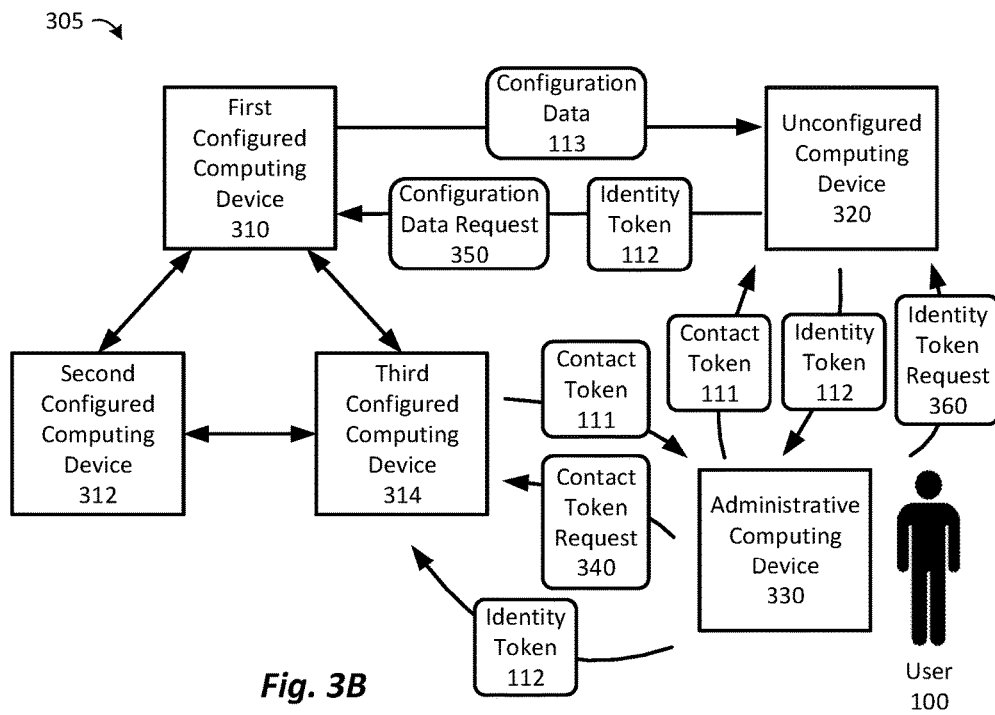 305
First
Configured
Computing
Device
310
Configuration
Data
113
Unconfigured
Computing
Device
320
Configuration
Data Request
350
Identity
Token
112
Second
Configured
Computing
Device
312
Third
Configured
Computing
Device
314
Contact
Token
111
Contact
Token
111
Identity
Token
112
Identity
Token
Request
360
Contact
Token
Request
340
Administrative
Computing
Device
330
Identity
Token
112
User
100
Fig. 3B